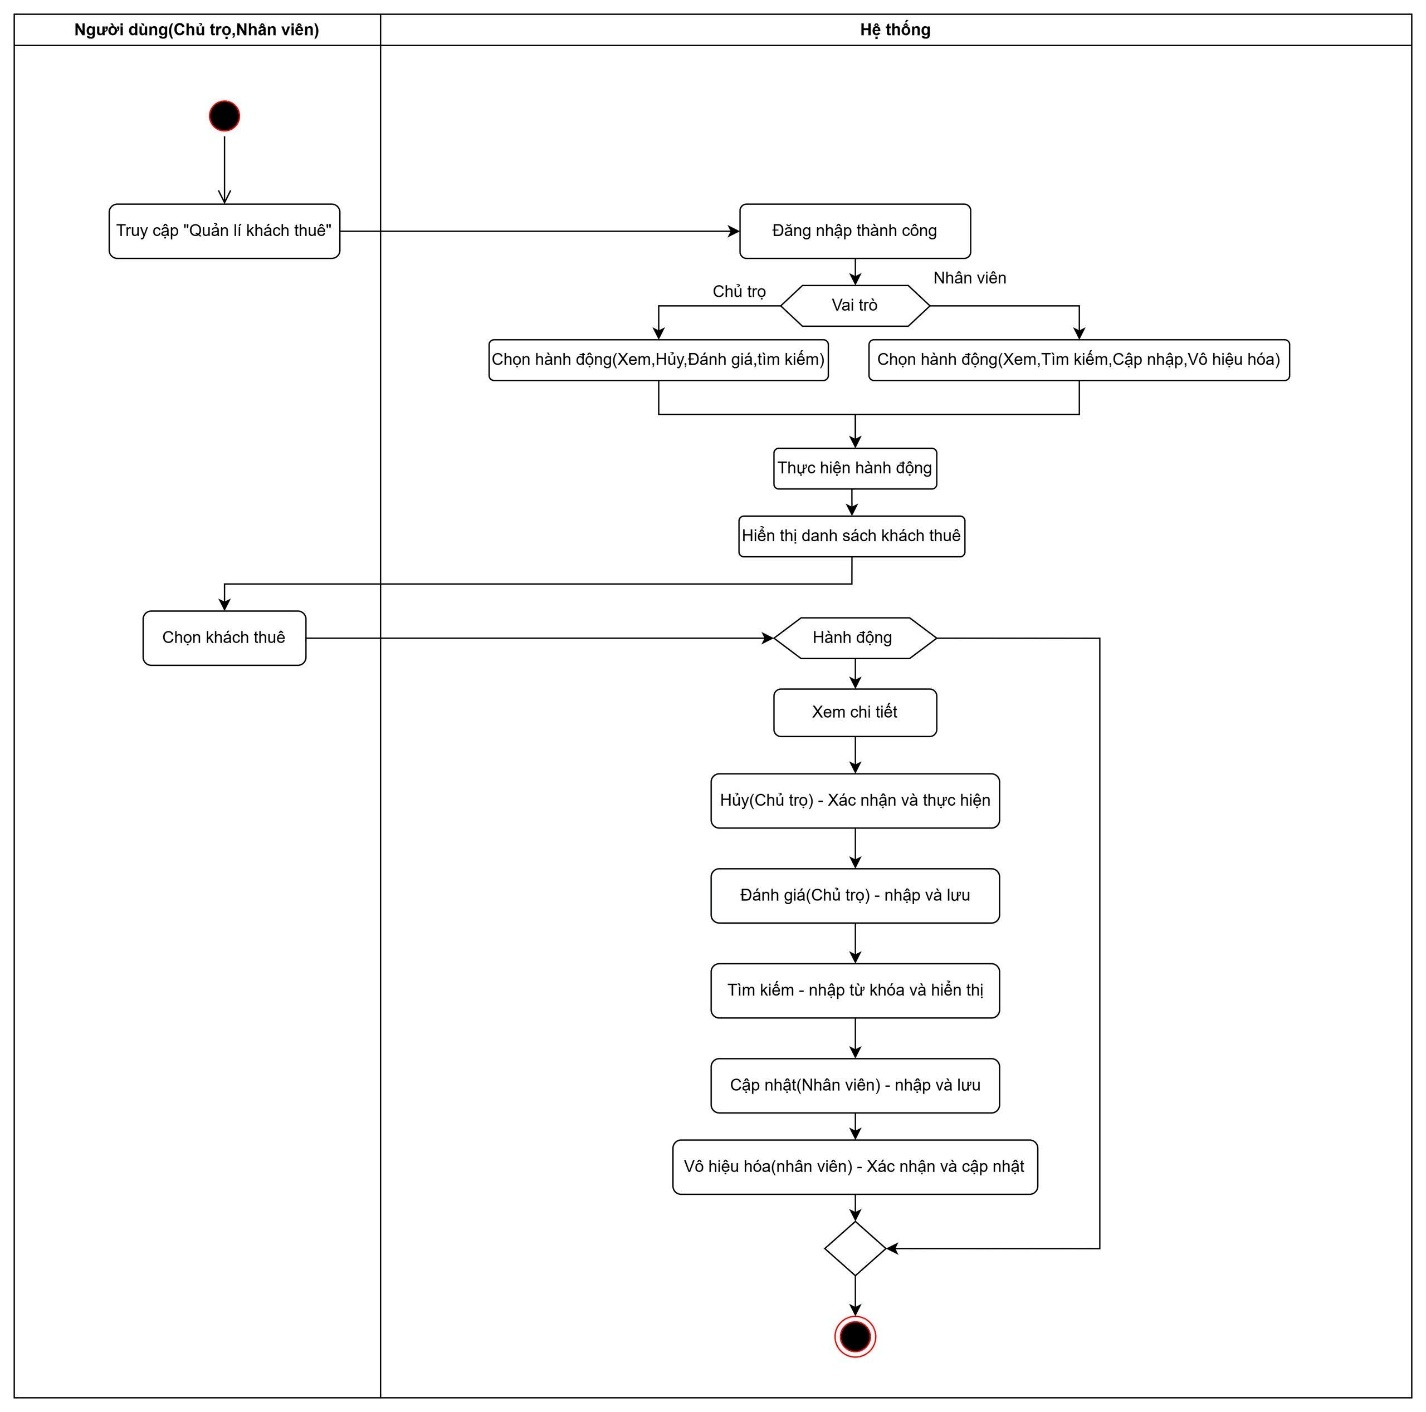 Người dùng(Chủ trọ,Nhân viên)
Hệ thống
Truy cập "Quản lí khách thuê"
Đăng nhập thành công
Chủ trọ
Vai trò
Nhân viên
Chọn hành động(Xem,Hủy,Đánh giá,tìm kiếm)
Chọn hành động(Xem,Tìm kiếm,Cập nhập,Vô hiệu hóa)
Thực hiện hành động
Hiển thị danh sách khách thuê
Chọn khách thuê
Hành động
Xem chi tiết
Hủy(Chủ trọ) - Xác nhận và thực hiện
Đánh giá(Chủ trọ) - nhập và lưu
Tìm kiếm - nhập từ khóa và hiển thị
Cập nhật(Nhân viên) - nhập và lưu
Vô hiệu hóa(nhân viên) - Xác nhận và cập nhật